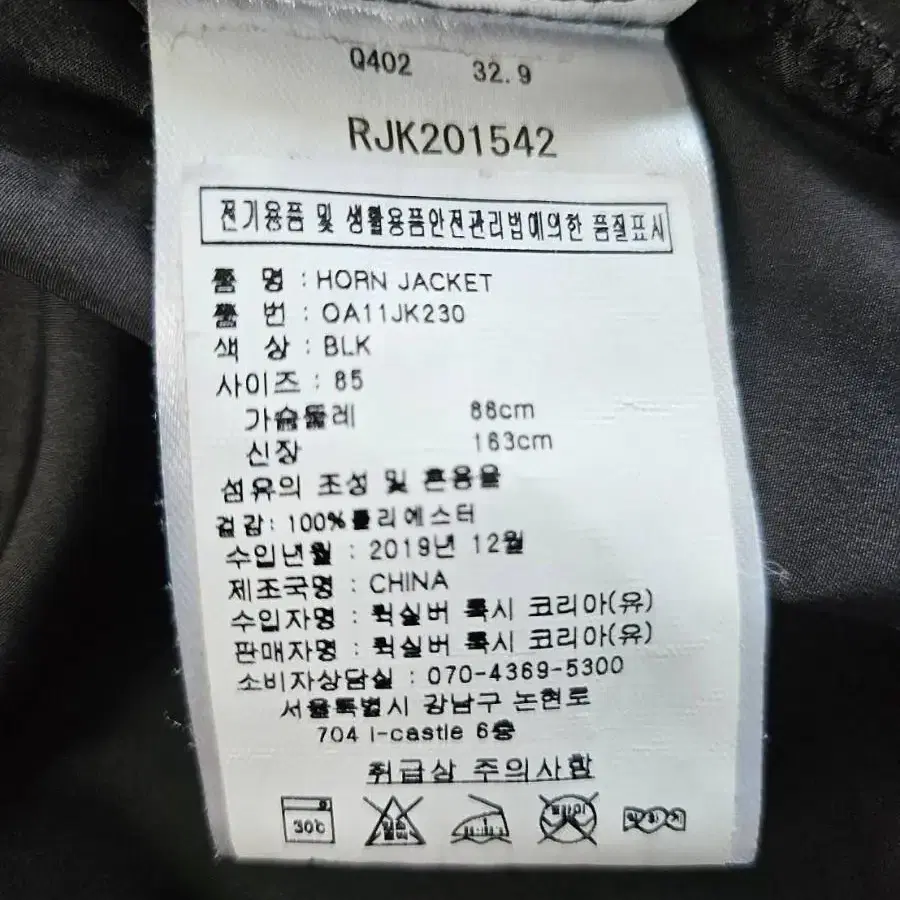 Q402 32.9
RJK201542
전기용품 및 생활용품안전관리법에의한 품질표시
품 명 : HORN JACKET
품 번 : OA11JK230
색 상 : BLK
사이즈 : 85
가슴둘레 86cm
신장 163cm
섬유의 조성 및 혼용율
겉감: 100% 폴리에스터
수입년월 : 2019년 12월
제조국명 : CHINA
수입자명 : 퀵실버 록시 코리아(유)
판매자명 : 퀵실버 록시 코리아(유)
소비자상담실 : 070-4369-5300
서울특별시 강남구 논현로
704 I-castle 6층
취급상 주의사항
30℃ 드라이